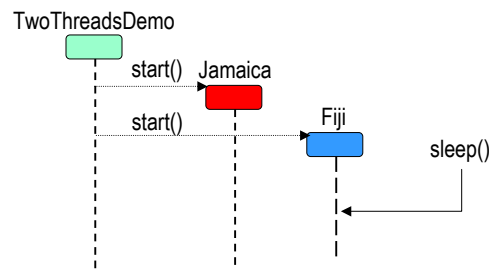 TwoThreadsDemo
start()
Jamaica
start()
Fiji
sleep()